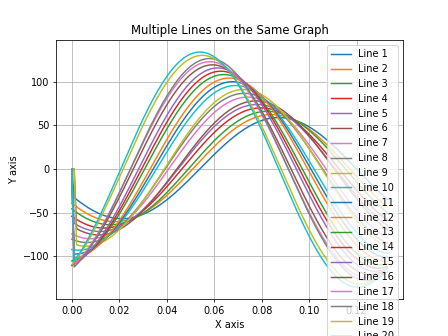 Multiple Lines on the Same Graph
Y axis
100
50
0
−50
−100
0.00
0.02
0.04
0.06
0.08
0.10
X axis
Line 1
Line 2
Line 3
Line 4
Line 5
Line 6
Line 7
Line 8
Line 9
Line 10
Line 11
Line 12
Line 13
Line 14
Line 15
Line 16
Line 17
Line 18
Line 19
Line 20